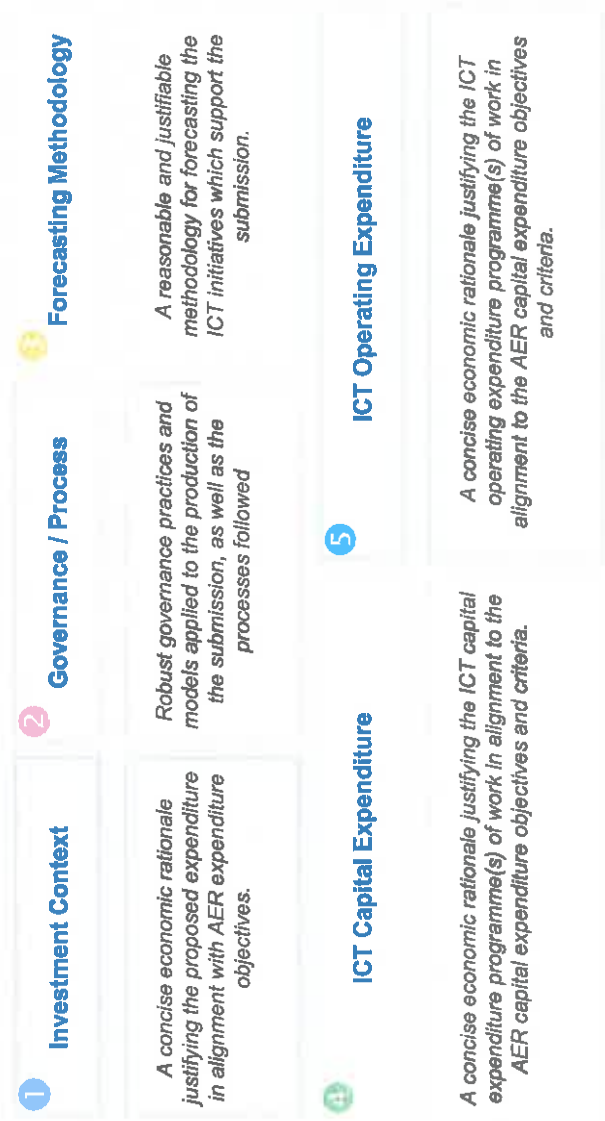 1
Investment Context
A concise economic rationale
justifying the proposed expenditure
in alignment with AER expenditure
objectives.
2
Governance / Process
Robust governance practices and
models applied to the production of
the submission, as well as the
processes followed
3
Forecasting Methodology
A reasonable and justifiable
methodology for forecasting the
ICT initiatives which support the
submission.
4
ICT Capital Expenditure
A concise economic rationale justifying the ICT capital
expenditure programme(s) of work in alignment to the
AER capital expenditure objectives and criteria.
5
ICT Operating Expenditure
A concise economic rationale justifying the ICT
operating expenditure programme(s) of work in
alignment to the AER capital expenditure objectives
and criteria.